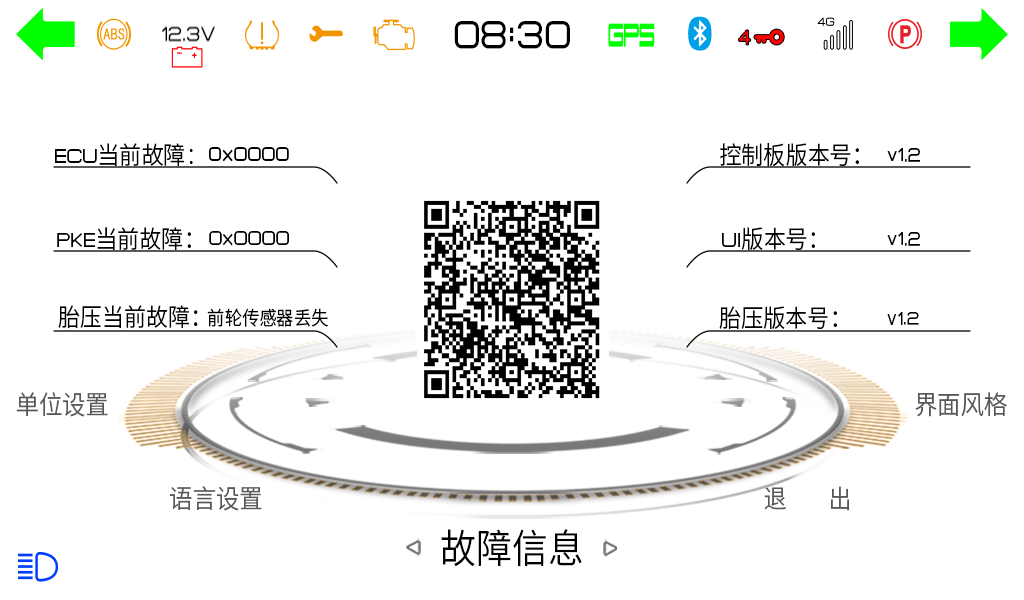 ABS
12.3V
08:30
GPS
4
4G
P
ECU当前故障：0x0000
控制板版本号： v1.2
PKE当前故障：0x0000
UI版本号： v1.2
胎压当前故障：前轮传感器丢失
胎压版本号： v1.2
单位设置
界面风格
语言设置
退 出
故障信息